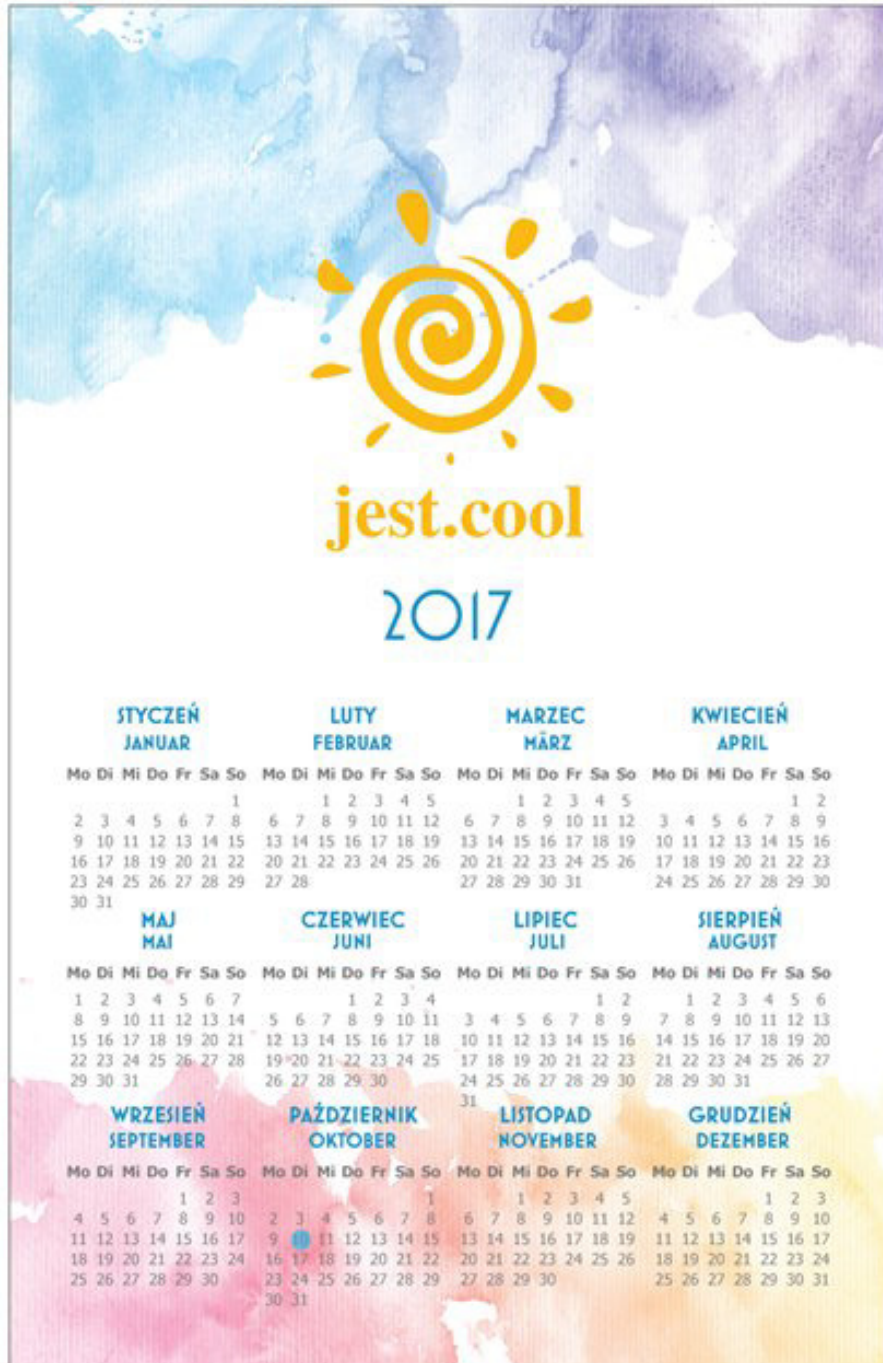 jest.cool
2017
STYCZEŃ LUTY MARZEC KWIECIEŃ
JANUAR FEBRUAR MÄRZ APRIL
Mo Di Mi Do Fr Sa So Mo Di Mi Do Fr Sa So Mo Di Mi Do Fr Sa So Mo Di Mi Do Fr Sa So
1 1 2 3 4 5 1 2 3 4 5 1 2
2 3 4 5 6 7 8 6 7 8 9 10 11 12 6 7 8 9 10 11 12 3 4 5 6 7 8 9
9 10 11 12 13 14 15 13 14 15 16 17 18 19 13 14 15 16 17 18 19 10 11 12 13 14 15 16
16 17 18 19 20 21 22 20 21 22 23 24 25 26 20 21 22 23 24 25 26 17 18 19 20 21 22 23
23 24 25 26 27 28 29 27 28 27 28 29 30 31 24 25 26 27 28 29 30
30 31
MAJ CZERWIEC LIPIEC SIERPIEŃ
MAI JUNI JULI AUGUST
Mo Di Mi Do Fr Sa So Mo Di Mi Do Fr Sa So Mo Di Mi Do Fr Sa So Mo Di Mi Do Fr Sa So
1 2 3 4 5 6 7 1 2 3 4 1 2 1 2 3 4 5 6
8 9 10 11 12 13 14 5 6 7 8 9 10 11 3 4 5 6 7 8 9 7 8 9 10 11 12 13
15 16 17 18 19 20 21 12 13 14 15 16 17 18 10 11 12 13 14 15 16 14 15 16 17 18 19 20
22 23 24 25 26 27 28 19 20 21 22 23 24 25 17 18 19 20 21 22 23 21 22 23 24 25 26 27
29 30 31 26 27 28 29 30 24 25 26 27 28 29 30 28 29 30 31
31
WRZESIEŃ PAŹDZIERNIK LISTOPAD GRUDZIEŃ
SEPTEMBER OKTOBER NOVEMBER DEZEMBER
Mo Di Mi Do Fr Sa So Mo Di Mi Do Fr Sa So Mo Di Mi Do Fr Sa So Mo Di Mi Do Fr Sa So
1 2 3 1 1 2 3 4 5 1 2 3
4 5 6 7 8 9 10 2 3 4 5 6 7 8 6 7 8 9 10 11 12 4 5 6 7 8 9 10
11 12 13 14 15 16 17 9 10 11 12 13 14 15 13 14 15 16 17 18 19 11 12 13 14 15 16 17
18 19 20 21 22 23 24 16 17 18 19 20 21 22 20 21 22 23 24 25 26 18 19 20 21 22 23 24
25 26 27 28 29 30 23 24 25 26 27 28 29 27 28 29 30 25 26 27 28 29 30 31
30 31